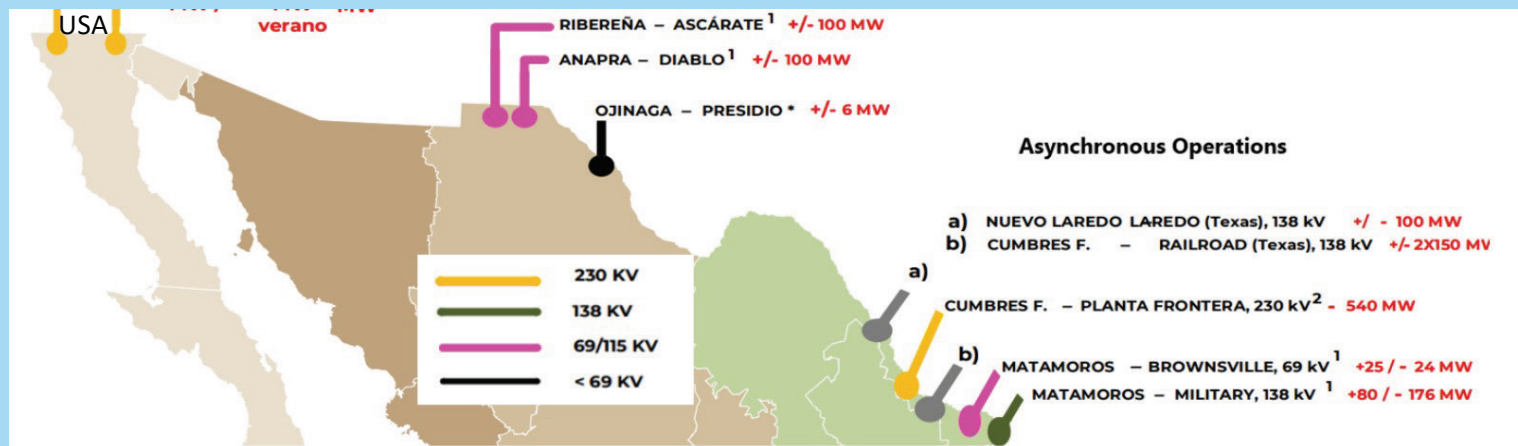 USA
verano
RIBEREÑA – ASCÁRATE 1 +/- 100 MW
ANAPRA – DIABLO 1 +/- 100 MW
OJINAGA – PRESIDIO * +/- 6 MW
Asynchronous Operations
a) NUEVO LAREDO LAREDO (Texas), 138 kV +/ - 100 MW
b) CUMBRES F. – RAILROAD (Texas), 138 kV +/- 2X150 MW
230 KV
138 KV
69/115 KV
< 69 KV
a)
CUMBRES F. – PLANTA FRONTERA, 230 kV 2 - 540 MW
b)
MATAMOROS – BROWNSVILLE, 69 kV 1 +25 / - 24 MW
MATAMOROS – MILITARY, 138 kV 1 +80 / - 176 MW